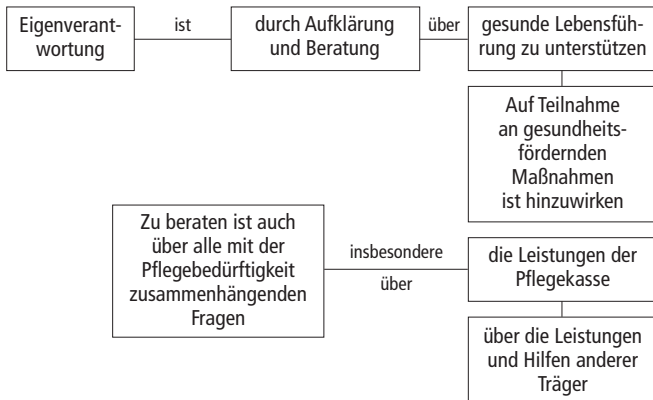 Eigenverant-
wortung
ist
durch Aufklärung
und Beratung
über
gesunde Lebensfüh-
rung zu unterstützen
Auf Teilnahme
an gesundheits-
fördernden
Maßnahmen
ist hinzuwirken
Zu beraten ist auch
über alle mit der
Pflegebedürftigkeit
zusammenhängenden
Fragen
insbesondere
über
die Leistungen der
Pflegekasse
über die Leistungen
und Hilfen anderer
Träger